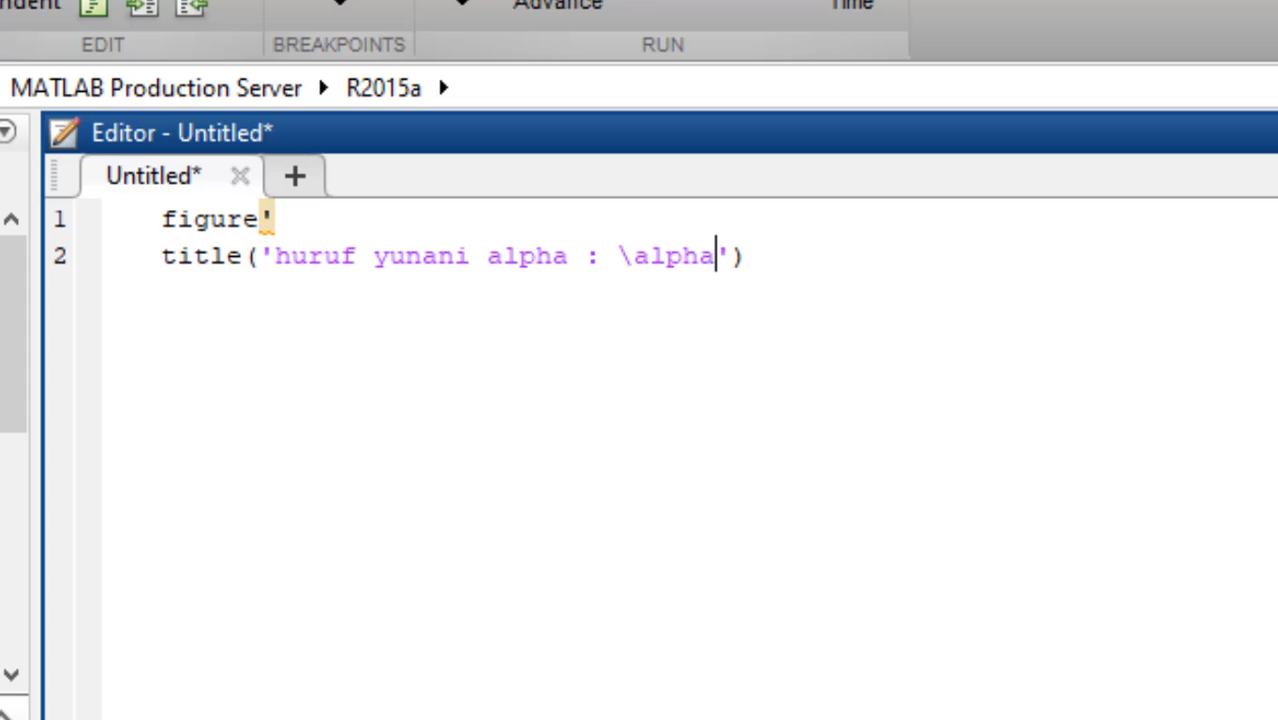 Advance
Time
EDIT
BREAKPOINTS
RUN
MATLAB Production Server
R2015a
Editor - Untitled*
Untitled*
1 figure'
2 title('huruf yunani alpha : \alpha')